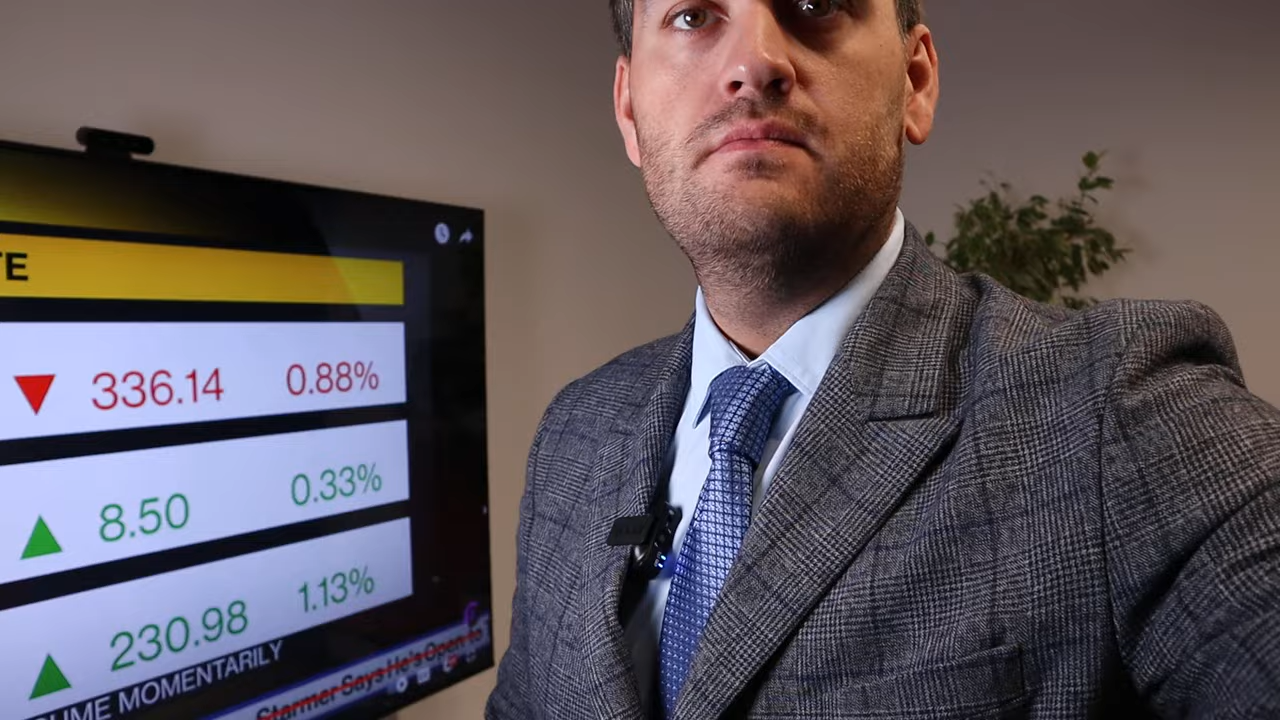 TE
336.14 0.88%
8.50 0.33%
230.98 1.13%
UME MOMENTARILY
Starmer Says He's Open to